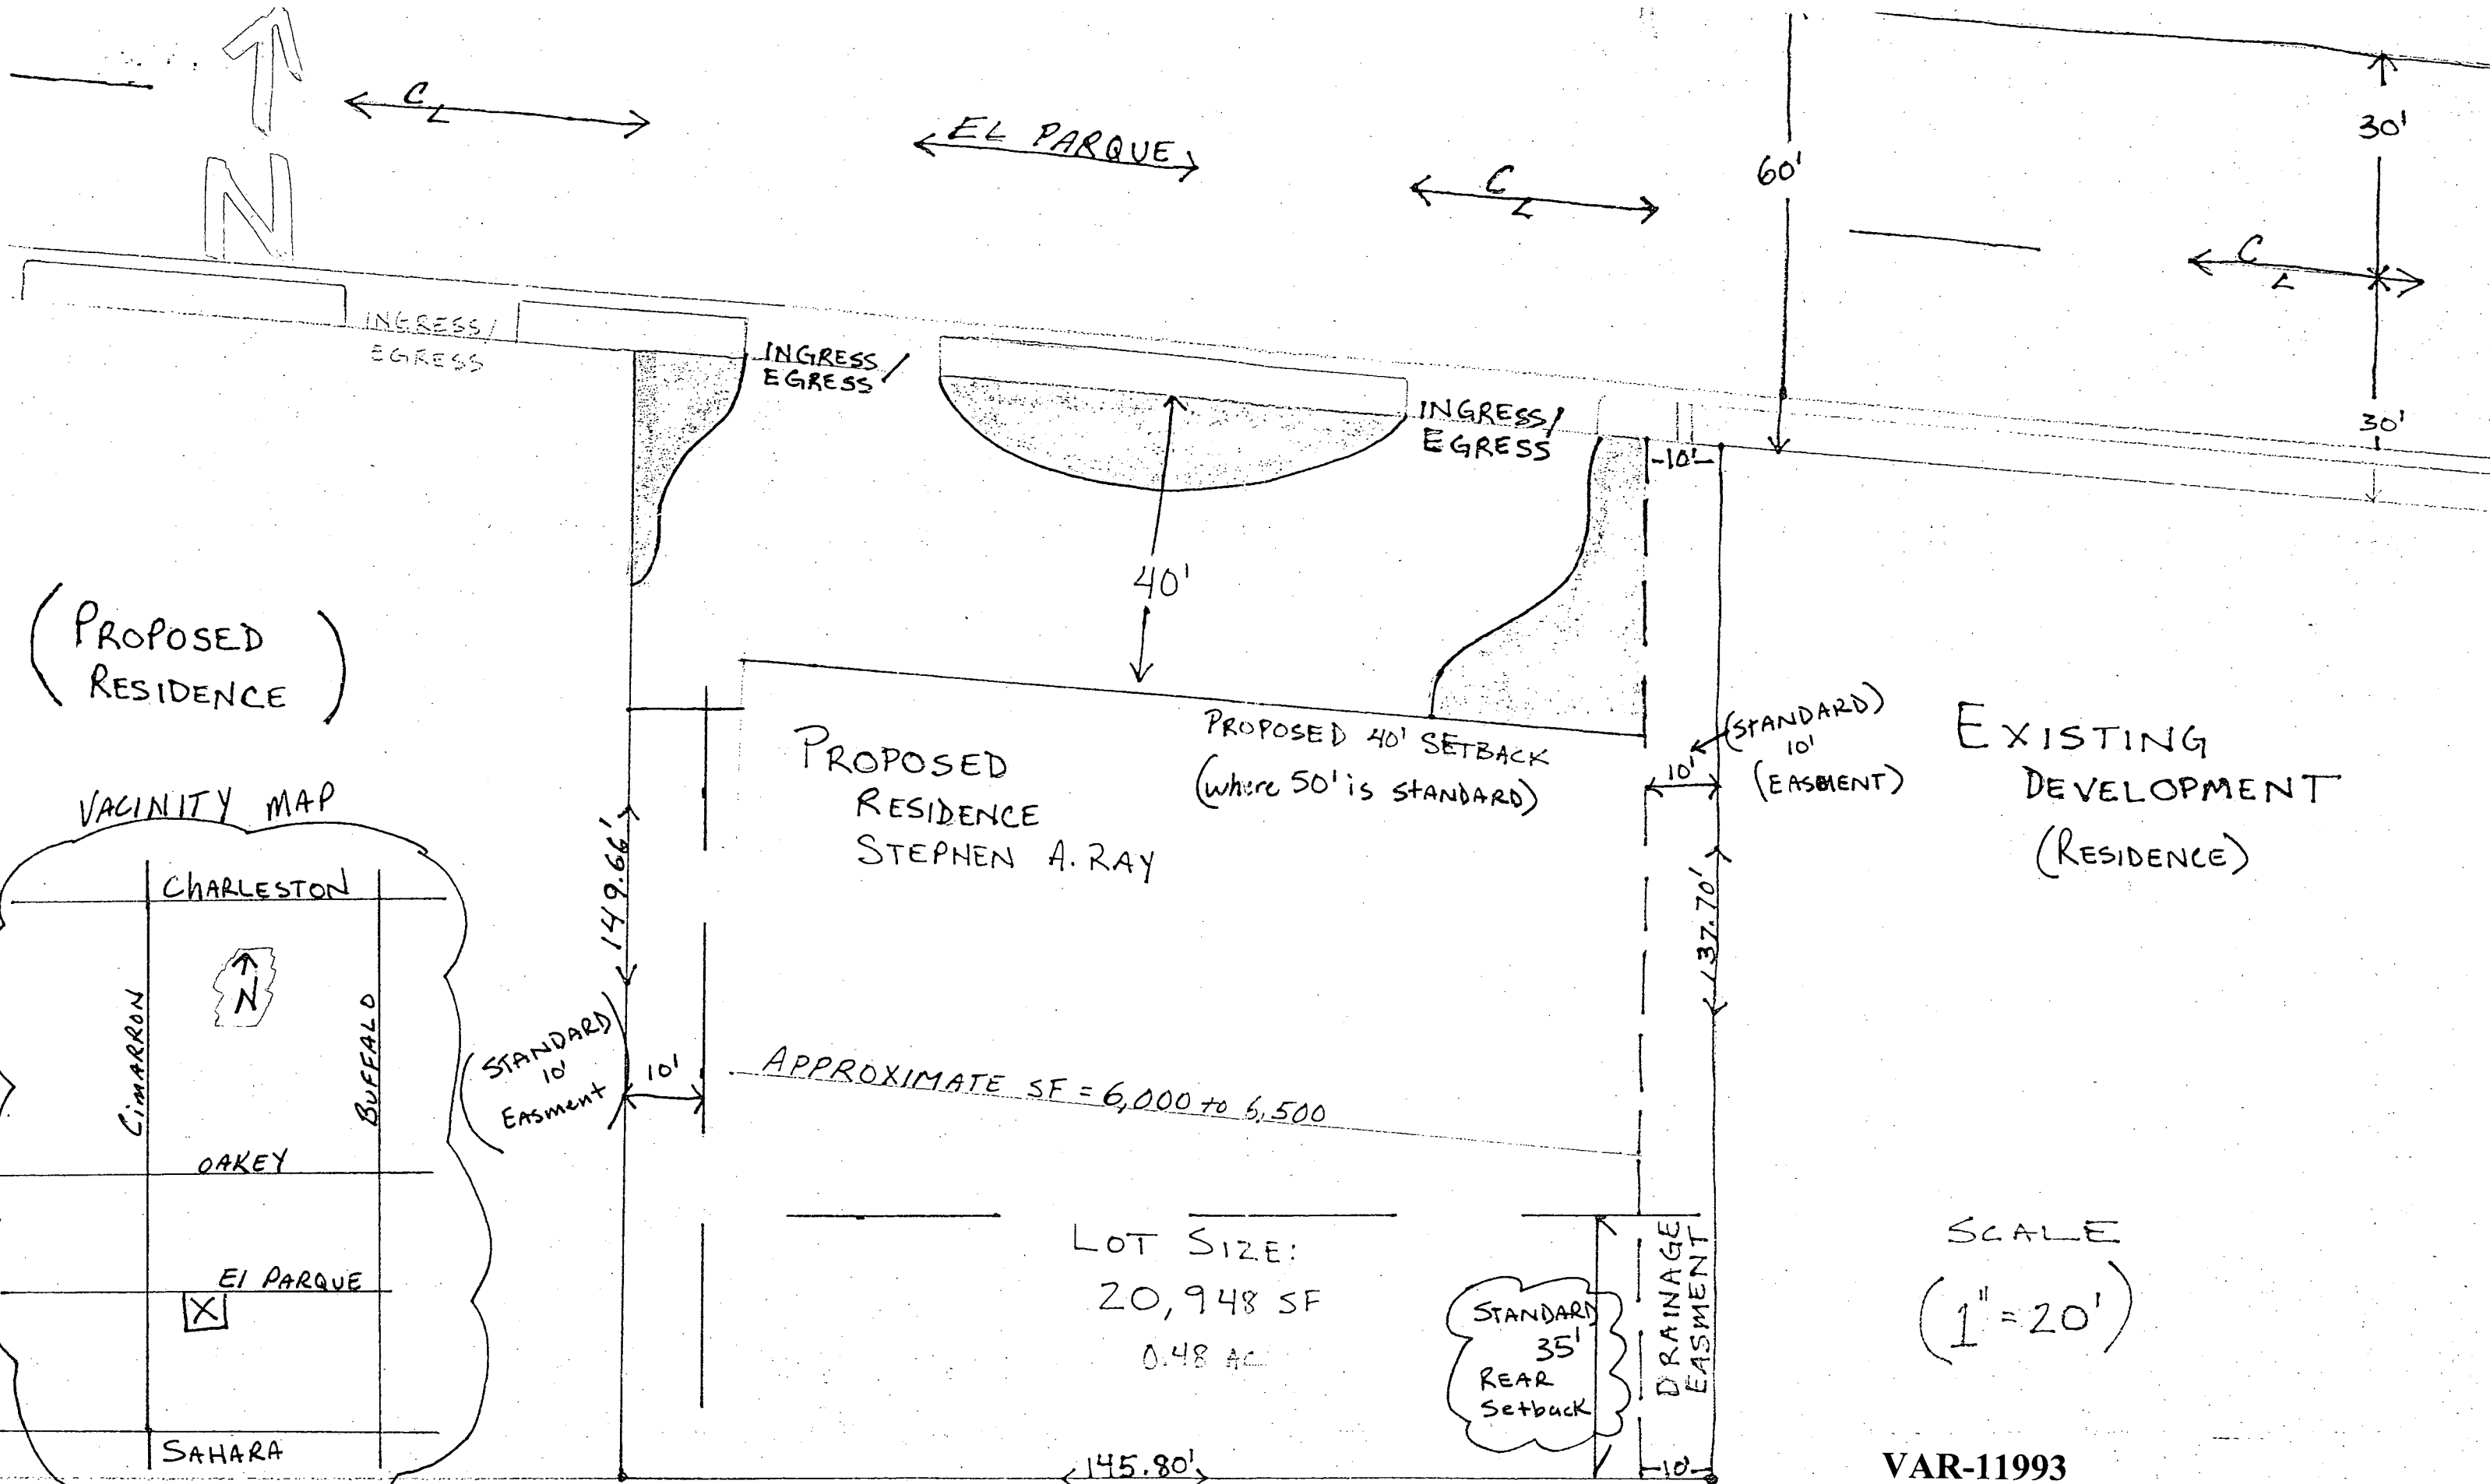 N
C L
EL PARQUE
C L
60'
30'
C L
30'
INGRESS/
EGRESS
INGRESS/
EGRESS
INGRESS/
EGRESS
-10'-
40'
(PROPOSED
RESIDENCE)
PROPOSED
RESIDENCE
STEPHEN A. RAY
PROPOSED 40' SETBACK
(where 50' is STANDARD)
(STANDARD)
10'
(EASEMENT)
10'
EXISTING
DEVELOPMENT
(RESIDENCE)
149.66'
137.70'
VACINITY MAP
CHARLESTON
N
CIMARRON
BUFFALO
OAKEY
El PARQUE
X
SAHARA
(STANDARD
10'
EASment)
10'
APPROXIMATE SF = 6,000 to 6,500
LOT SIZE:
20,948 SF
0.48 AC
STANDARD
35'
REAR
Setback
DRAINAGE
EASMENT
SCALE
(1" = 20')
145.80'
-10'-
VAR-11993